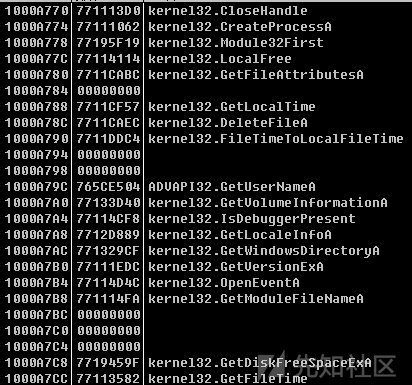 1000A770 771113D0 kernel32.CloseHandle
1000A774 77111062 kernel32.CreateProcessA
1000A778 77195F19 kernel32.Module32First
1000A77C 77114114 kernel32.LocalFree
1000A780 7711CABC kernel32.GetFileAttributesA
1000A784 00000000
1000A788 7711CF57 kernel32.GetLocalTime
1000A78C 7711CAEC kernel32.DeleteFileA
1000A790 7711DDC4 kernel32.FileTimeToLocalFileTime
1000A794 00000000
1000A798 00000000
1000A79C 765CE504 ADVAPI32.GetUserNameA
1000A7A0 77133D40 kernel32.GetVolumeInformationA
1000A7A4 77114CF8 kernel32.IsDebuggerPresent
1000A7A8 7712D889 kernel32.GetLocaleInfoA
1000A7AC 771329CF kernel32.GetWindowsDirectoryA
1000A7B0 77111EDC kernel32.GetVersionExA
1000A7B4 77114D4C kernel32.OpenEventA
1000A7B8 771114FA kernel32.GetModuleFileNameA
1000A7BC 00000000
1000A7C0 00000000
1000A7C4 00000000
1000A7C8 7719459F kernel32.GetDiskFreeSpaceExA
1000A7CC 77113582 kernel32.GetFileTime
先知社区